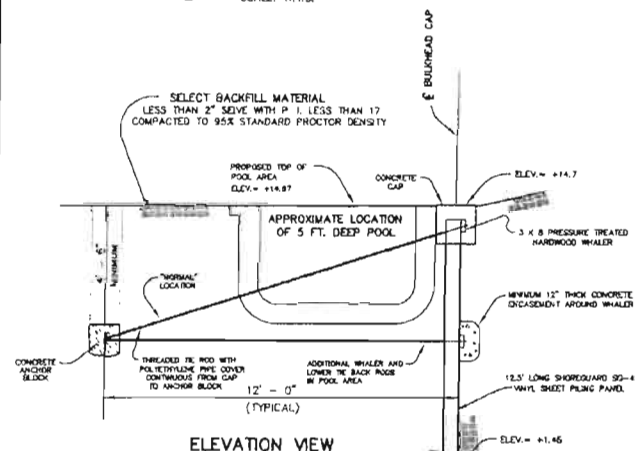 ₵ BULKHEAD CAP
SELECT BACKFILL MATERIAL
LESS THAN 2" SEIVE WITH P I. LESS THAN 17
COMPACTED TO 95% STANDARD PROCTOR DENSITY
PROPOSED TOP OF
POOL AREA
ELEV.= +14.87
CONCRETE
CAP
ELEV.= +14.7
APPROXIMATE LOCATION
OF 5 FT. DEEP POOL
3 X 8 PRESSURE TREATED
HARDWOOD WHALER
4' - 6"
MINIMUM
"NORMAL"
LOCATION
MINIMUM 12" THICK CONCRETE
ENCASEMENT AROUND WHALER
CONCRETE
ANCHOR
BLOCK
THREADED TIE ROD WITH
POLYETHYLENE PIPE COVER
CONTINUOUS FROM CAP
TO ANCHOR BLOCK
ADDITIONAL WHALER AND
LOWER TIE BACK RODS
IN POOL AREA
12' - 0"
(TYPICAL)
12.5' LONG SHOREGUARD SG-4
VINYL SHEET PILING PANEL
ELEVATION VIEW
ELEV.= +1.46